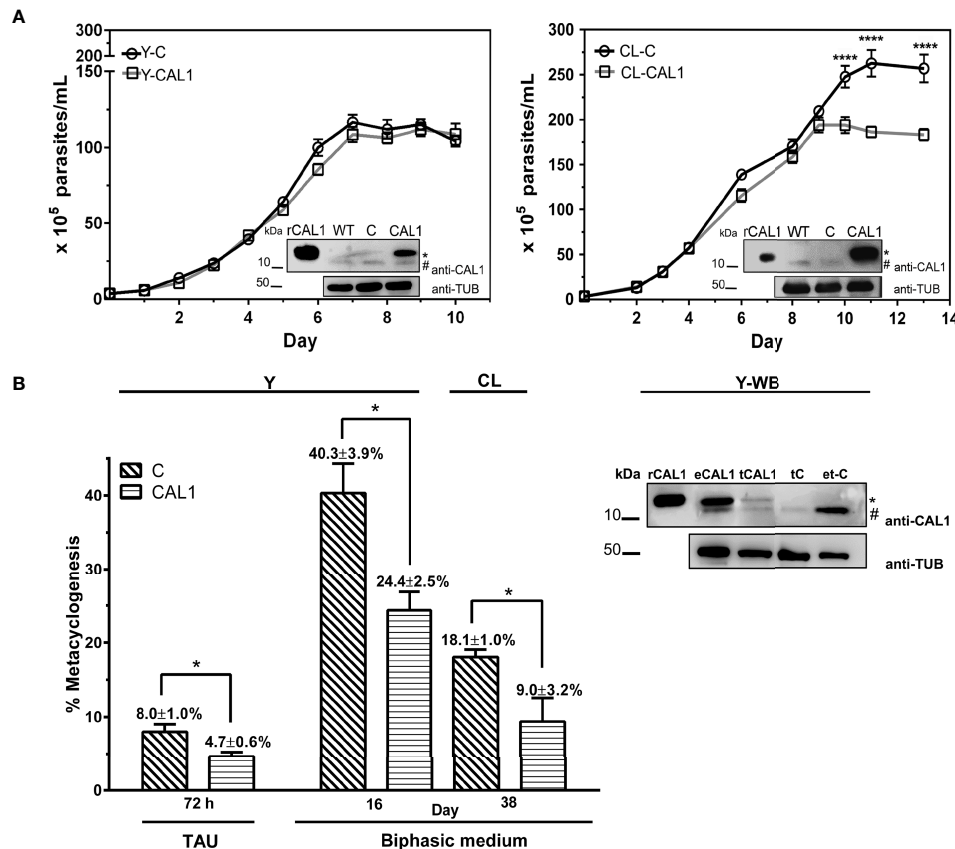 A
Y-C
Y-CAL1
x 10⁵ parasites/mL
300
200
150
100
50
0
2 4 6 8 10
Day
kDa rCAL1 WT C CAL1
10
*
#
anti-CAL1
50
anti-TUB
CL-C
CL-CAL1
x 10⁵ parasites/mL
300
250
200
150
100
50
0
2 4 6 8 10 12 14
Day
**** **** ****
kDa rCAL1 WT C CAL1
10
*
#
anti-CAL1
50
anti-TUB
B
Y CL Y-WB
C
CAL1
% Metacyclogenesis
40
30
20
10
0
*
8.0±1.0%
4.7±0.6%
*
40.3±3.9%
24.4±2.5%
*
18.1±1.0%
9.0±3.2%
72 h 16 Day 38
TAU Biphasic medium
kDa rCAL1 eCAL1 tCAL1 tC et-C
10
*
#
anti-CAL1
50
anti-TUB